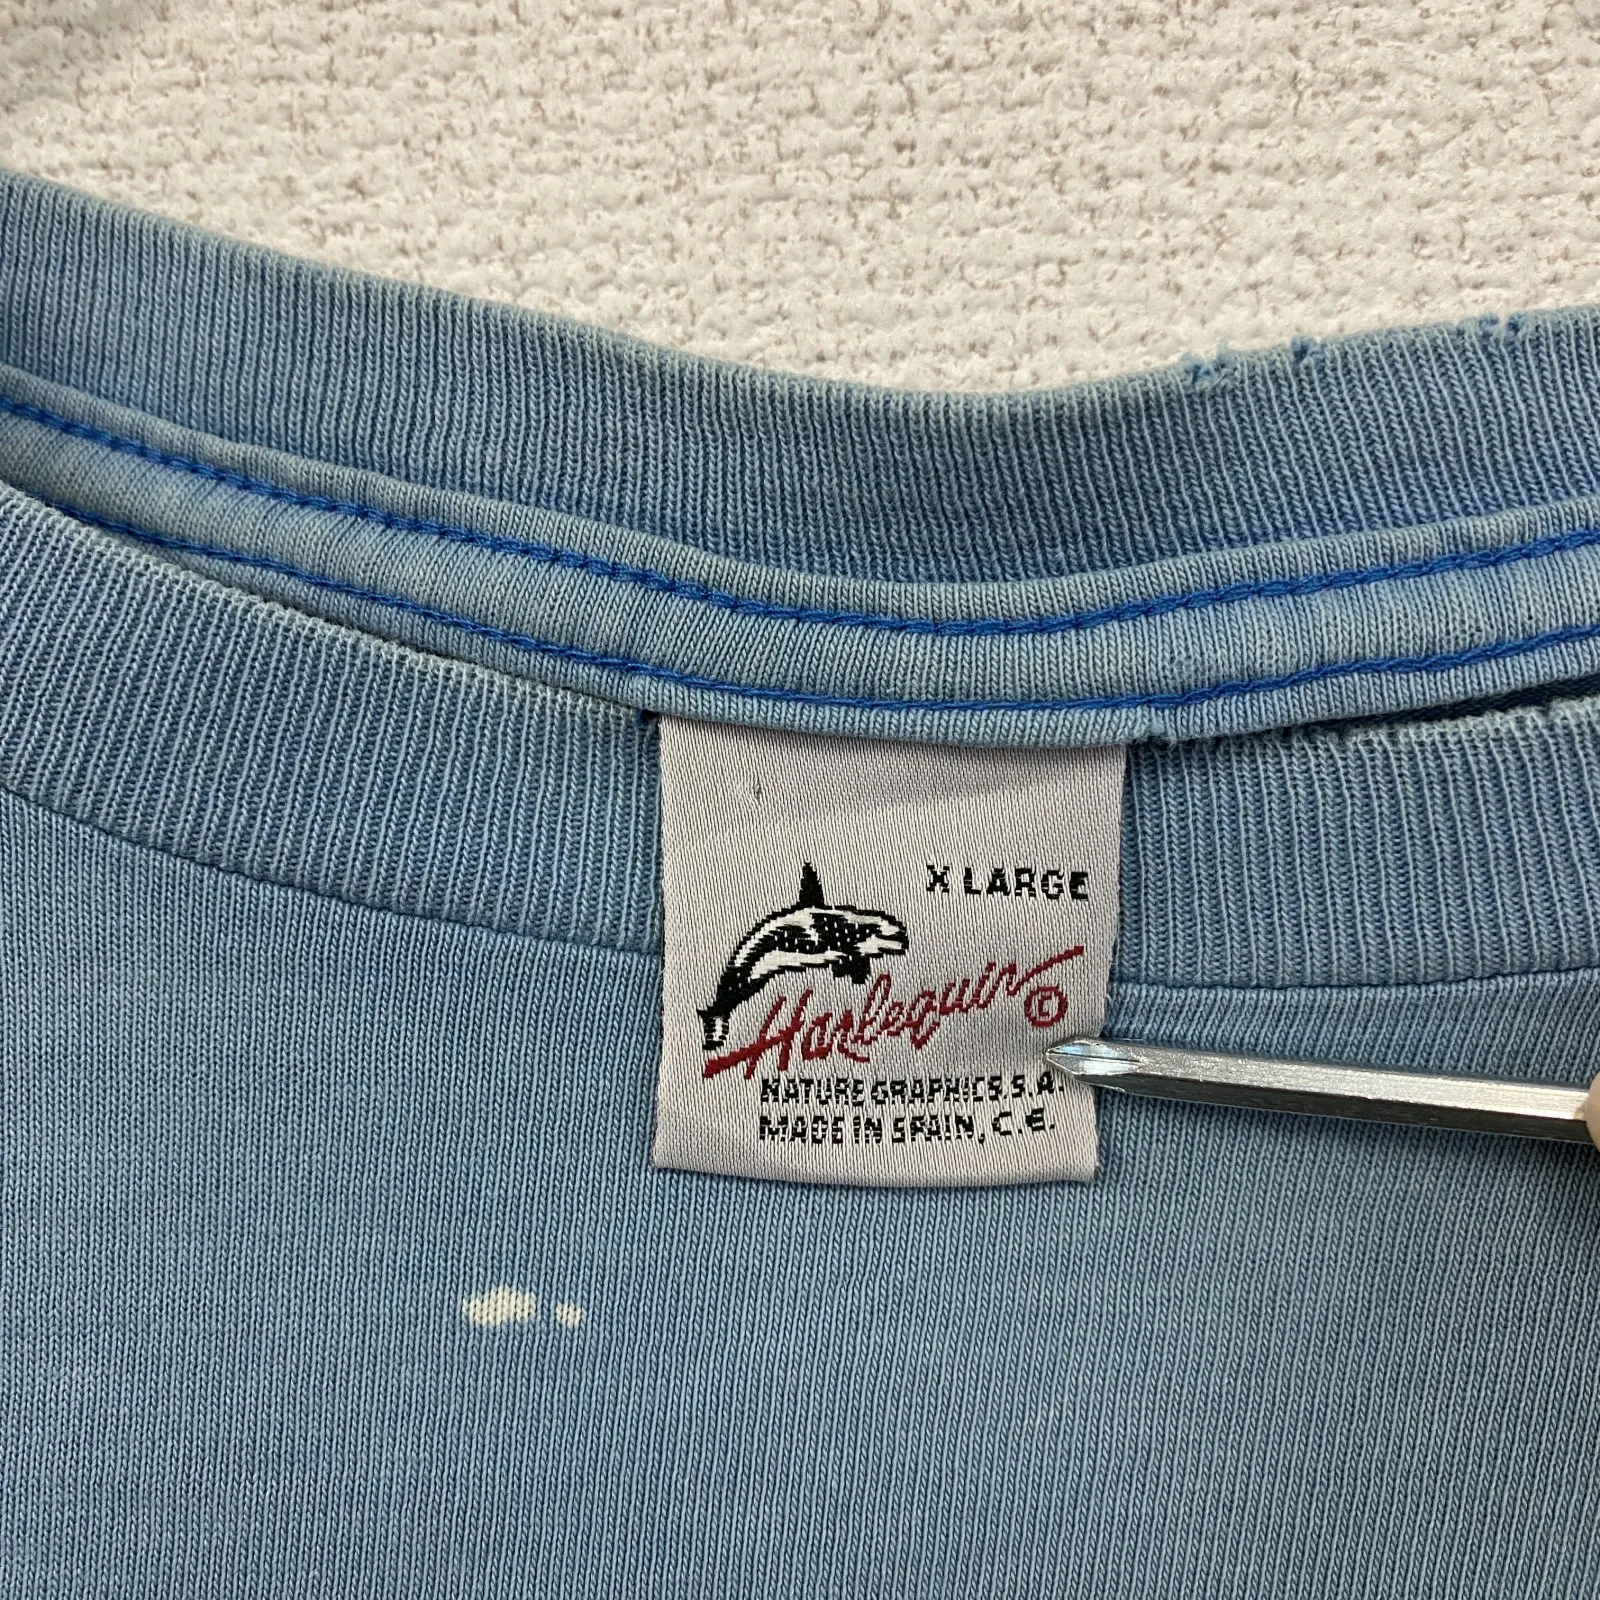 X LARGE
Harlequin ©
NATURE GRAPHICS.S.A.
MADE IN SPAIN, C.E.